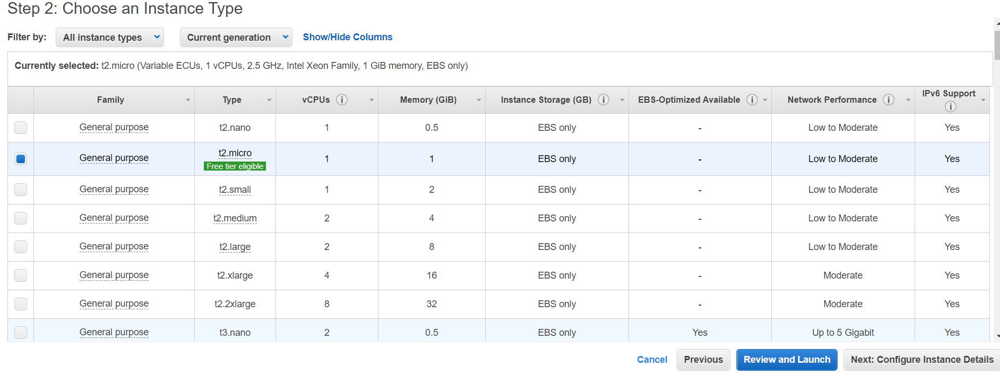 Step 2: Choose an Instance Type
Filter by: All instance types Current generation Show/Hide Columns
Currently selected: t2.micro (Variable ECUs, 1 vCPUs, 2.5 GHz, Intel Xeon Family, 1 GiB memory, EBS only)
Family Type vCPUs i Memory (GiB) Instance Storage (GB) i EBS-Optimized Available i Network Performance i IPv6 Support i
General purpose t2.nano 1 0.5 EBS only - Low to Moderate Yes
General purpose t2.micro 1 1 EBS only - Low to Moderate Yes
Free tier eligible
General purpose t2.small 1 2 EBS only - Low to Moderate Yes
General purpose t2.medium 2 4 EBS only - Low to Moderate Yes
General purpose t2.large 2 8 EBS only - Low to Moderate Yes
General purpose t2.xlarge 4 16 EBS only - Moderate Yes
General purpose t2.2xlarge 8 32 EBS only - Moderate Yes
General purpose t3.nano 2 0.5 EBS only Yes Up to 5 Gigabit Yes
Cancel Previous Review and Launch Next: Configure Instance Details